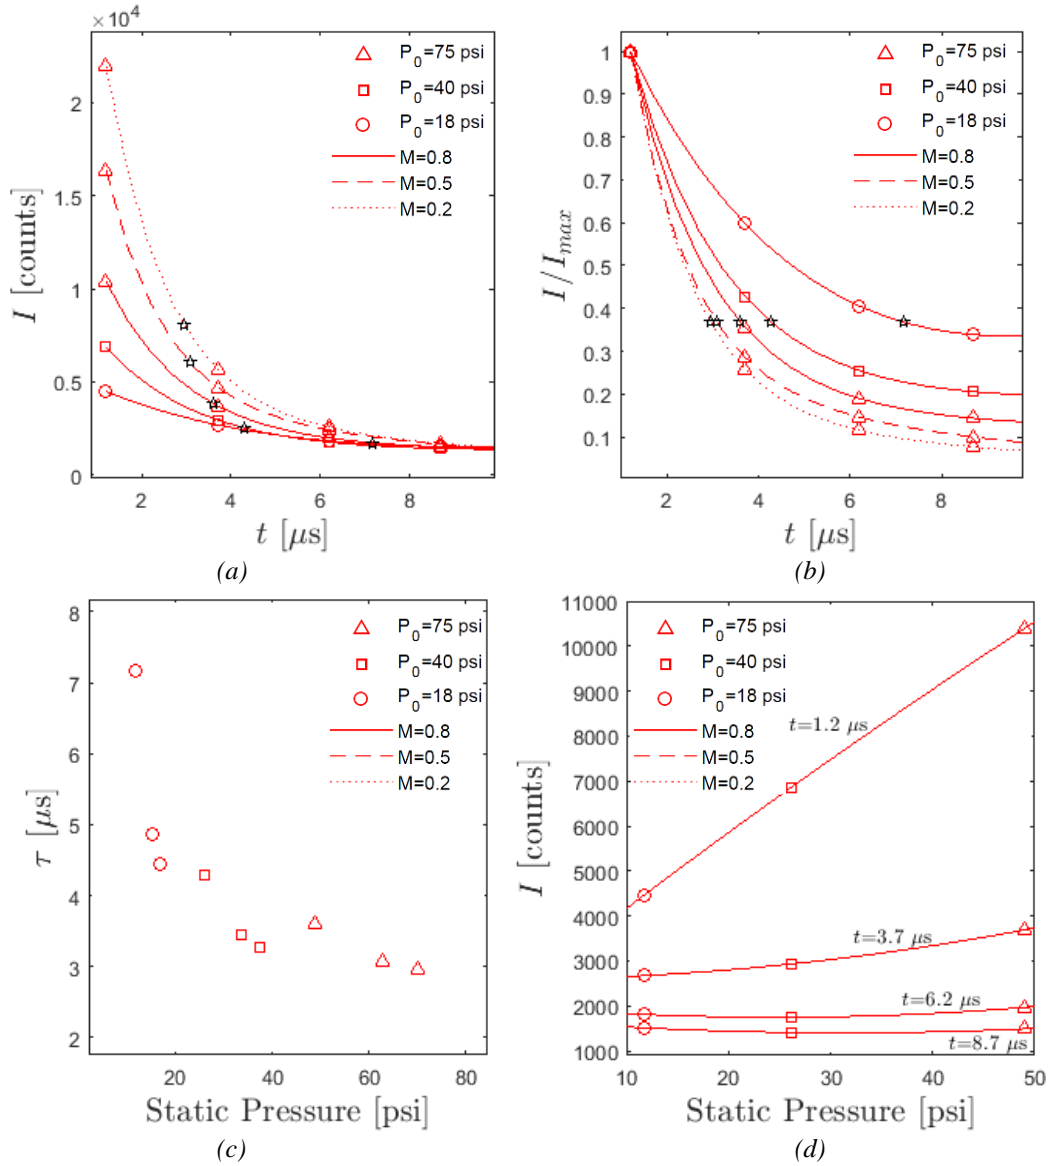 ×10⁴
2
1.5
1
0.5
0
2 4 6 8
I [counts]
t [μs]
P₀=75 psi
P₀=40 psi
P₀=18 psi
M=0.8
M=0.5
M=0.2
(a)
1
0.9
0.8
0.7
0.6
0.5
0.4
0.3
0.2
0.1
2 4 6 8
I/Imax
t [μs]
P₀=75 psi
P₀=40 psi
P₀=18 psi
M=0.8
M=0.5
M=0.2
(b)
8
7
6
5
4
3
2
20 40 60 80
τ [μs]
Static Pressure [psi]
P₀=75 psi
P₀=40 psi
P₀=18 psi
M=0.8
M=0.5
M=0.2
(c)
11000
10000
9000
8000
7000
6000
5000
4000
3000
2000
1000
10 20 30 40 50
I [counts]
Static Pressure [psi]
P₀=75 psi
P₀=40 psi
P₀=18 psi
M=0.8
M=0.5
M=0.2
t=1.2 μs
t=3.7 μs
t=6.2 μs
t=8.7 μs
(d)